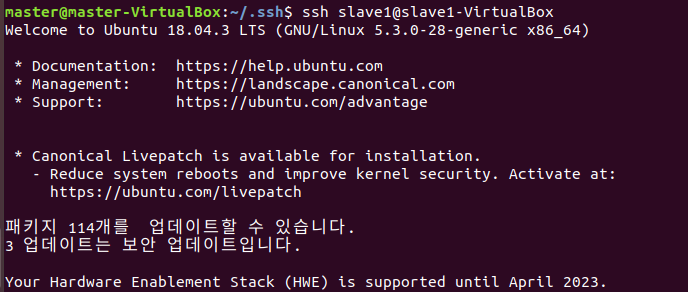 master@master-VirtualBox:~/.ssh$ ssh slave1@slave1-VirtualBox
Welcome to Ubuntu 18.04.3 LTS (GNU/Linux 5.3.0-28-generic x86_64)
* Documentation:  https://help.ubuntu.com
* Management:     https://landscape.canonical.com
* Support:        https://ubuntu.com/advantage
* Canonical Livepatch is available for installation.
- Reduce system reboots and improve kernel security. Activate at:
https://ubuntu.com/livepatch
패키지 114개를  업데이트할 수 있습니다.
3 업데이트는 보안 업데이트입니다.
Your Hardware Enablement Stack (HWE) is supported until April 2023.